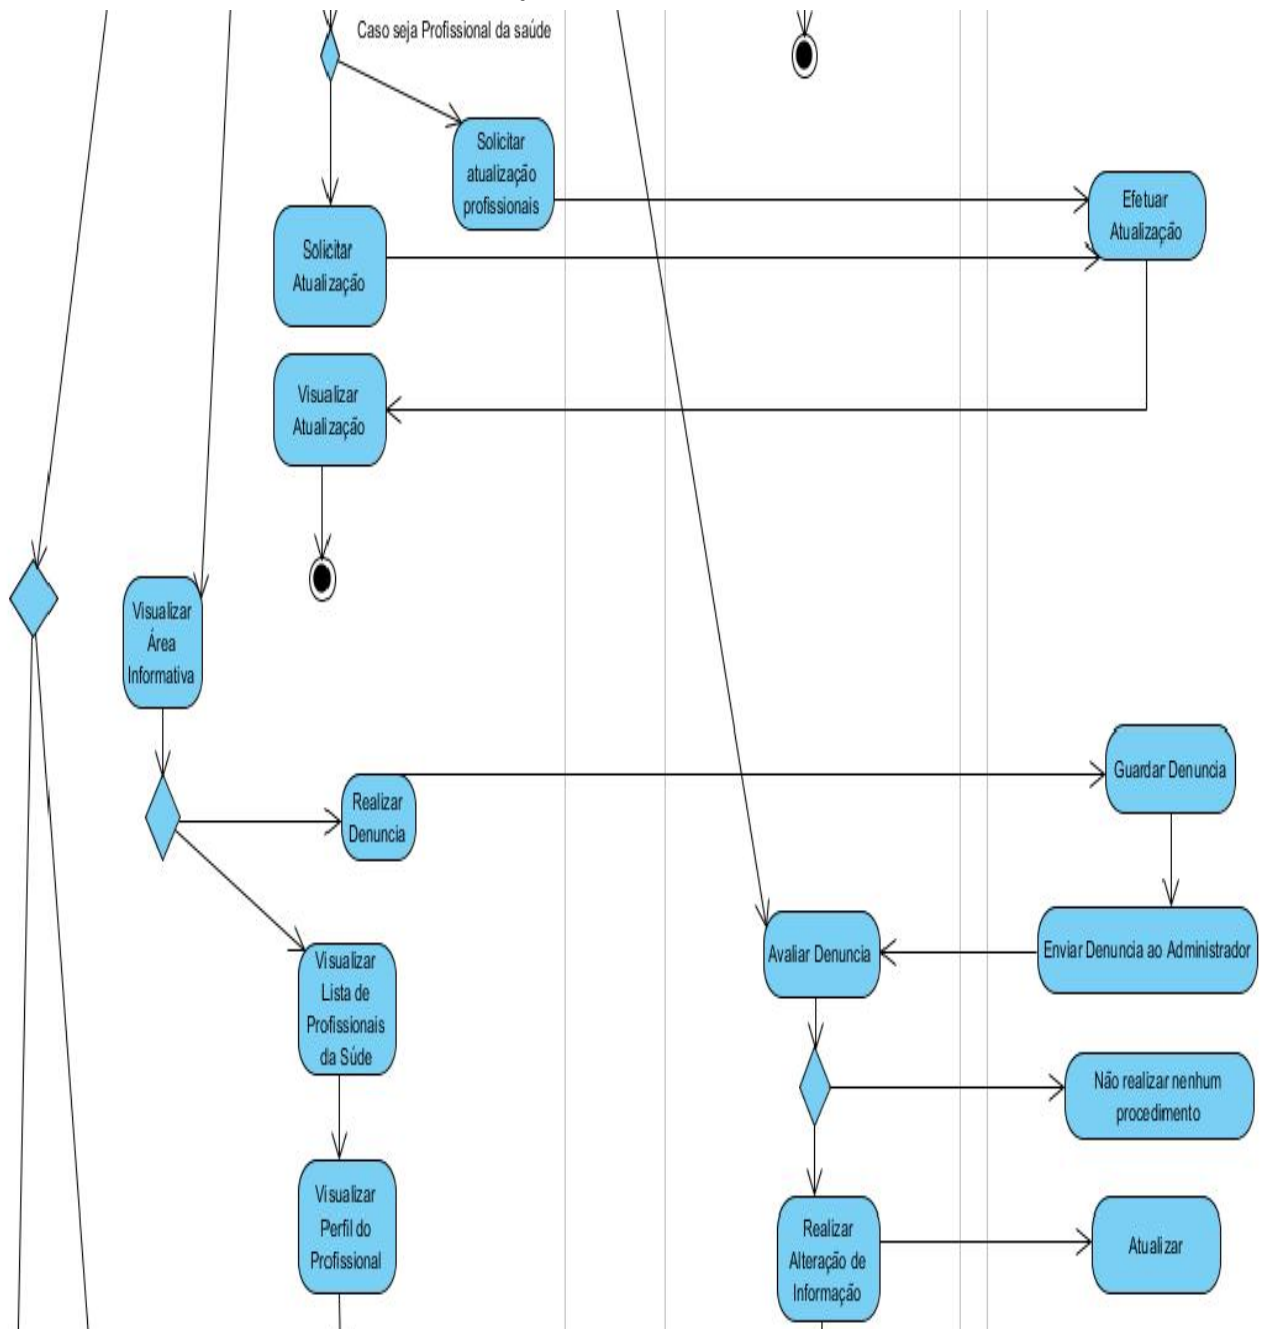 Caso seja Profissional da saúde
Solicitar
atualização
profissionais
Efetuar
Atualização
Solicitar
Atualização
Visualizar
Atualização
Visualizar
Área
Informativa
Guardar Denuncia
Realizar
Denuncia
Avaliar Denuncia
Enviar Denuncia ao Administrador
Visualizar
Lista de
Profissionais
da Súde
Não realizar nenhum
procedimento
Visualizar
Perfil do
Profissional
Realizar
Alteração de
Informação
Atualizar